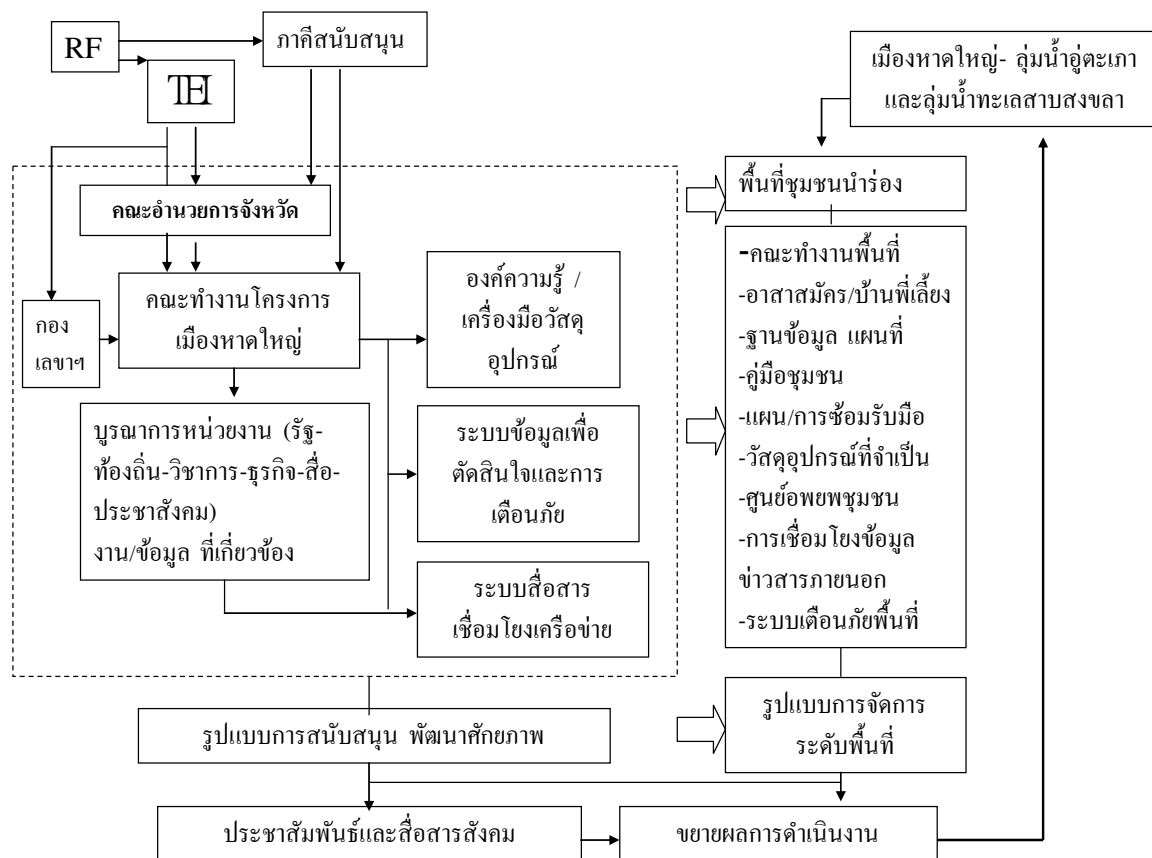 RF
ภาคีสนับสนุน
TEI
เมืองหาดใหญ่- ลุ่มน้ำอู่ตะเภา
และลุ่มน้ำทะเลสาบสงขลา
พื้นที่ชุมชนนำร่อง
คณะอำนวยการจังหวัด
คณะทำงานโครงการ
เมืองหาดใหญ่
กอง
เลขาฯ
องค์ความรู้ /
เครื่องมือวัสดุ
อุปกรณ์
บูรณาการหน่วยงาน (รัฐ-
ท้องถิ่น-วิชาการ-ธุรกิจ-สื่อ-
ประชาสังคม)
งาน/ข้อมูล ที่เกี่ยวข้อง
ระบบข้อมูลเพื่อ
ตัดสินใจและการ
เตือนภัย
ระบบสื่อสาร
เชื่อมโยงเครือข่าย
-คณะทำงานพื้นที่
-อาสาสมัคร/บ้านพี่เลี้ยง
-ฐานข้อมูล แผนที่
-คู่มือชุมชน
-แผน/การซ้อมรับมือ
-วัสดุอุปกรณ์ที่จำเป็น
-ศูนย์อพยพชุมชน
-การเชื่อมโยงข้อมูล
ข่าวสารภายนอก
-ระบบเตือนภัยพื้นที่
รูปแบบการสนับสนุน พัฒนาศักยภาพ
รูปแบบการจัดการ
ระดับพื้นที่
ประชาสัมพันธ์และสื่อสารสังคม
ขยายผลการดำเนินงาน